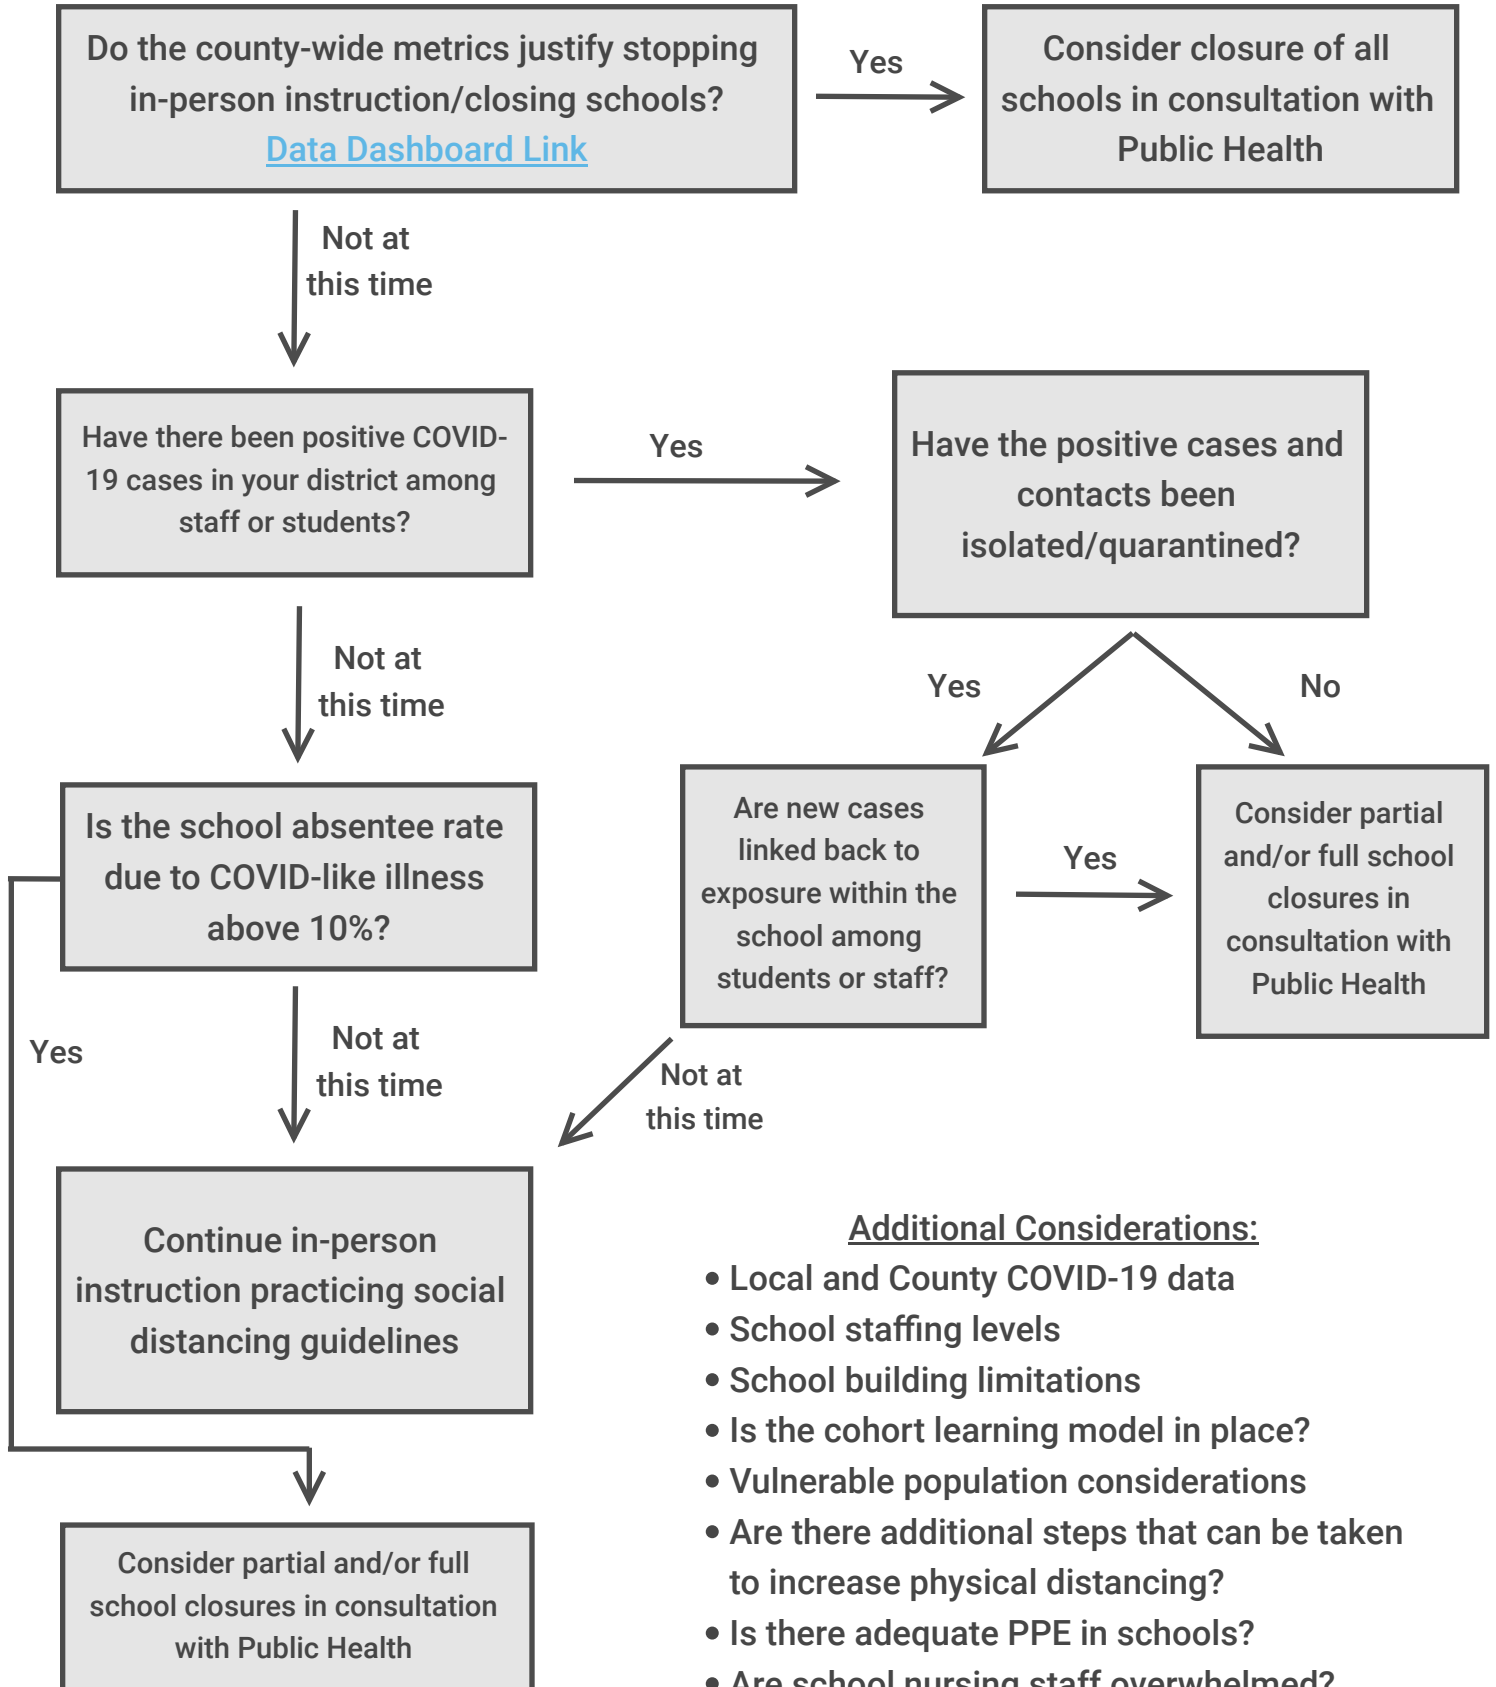 Do the county-wide metrics justify stopping
in-person instruction/closing schools?
Data Dashboard Link
Yes
Consider closure of all
schools in consultation with
Public Health
Not at
this time
Have there been positive COVID-
19 cases in your district among
staff or students?
Yes
Have the positive cases and
contacts been
isolated/quarantined?
Not at
this time
Yes
No
Is the school absentee rate
due to COVID-like illness
above 10%?
Are new cases
linked back to
exposure within the
school among
students or staff?
Yes
Consider partial
and/or full school
closures in
consultation with
Public Health
Yes
Not at
this time
Not at
this time
Continue in-person
instruction practicing social
distancing guidelines
Consider partial and/or full
school closures in consultation
with Public Health
Additional Considerations:
• Local and County COVID-19 data
• School staffing levels
• School building limitations
• Is the cohort learning model in place?
• Vulnerable population considerations
• Are there additional steps that can be taken
to increase physical distancing?
• Is there adequate PPE in schools?
• Are school nursing staff overwhelmed?